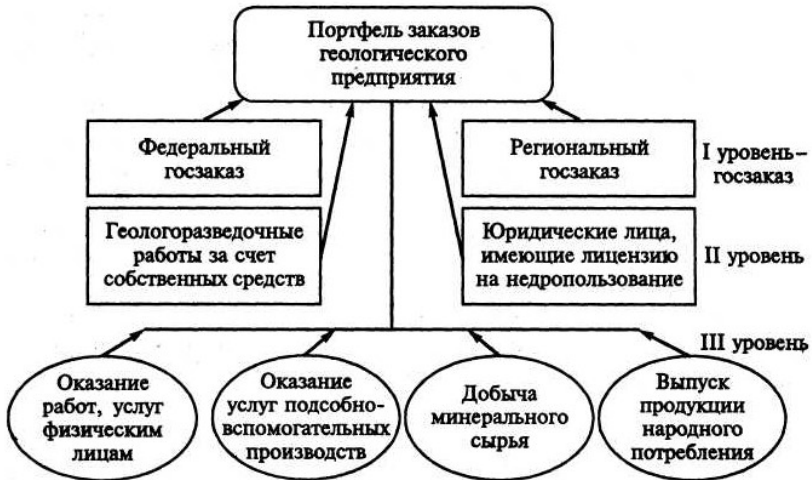 Портфель заказов
геологического
предприятия
Федеральный
госзаказ
Региональный
госзаказ
I уровень–
госзаказ
Геологоразведочные
работы за счет
собственных средств
Юридические лица,
имеющие лицензию
на недропользование
II уровень
III уровень
Оказание
работ, услуг
физическим
лицам
Оказание
услуг подсобно-
вспомогательных
производств
Добыча
минерального
сырья
Выпуск
продукции
народного
потребления